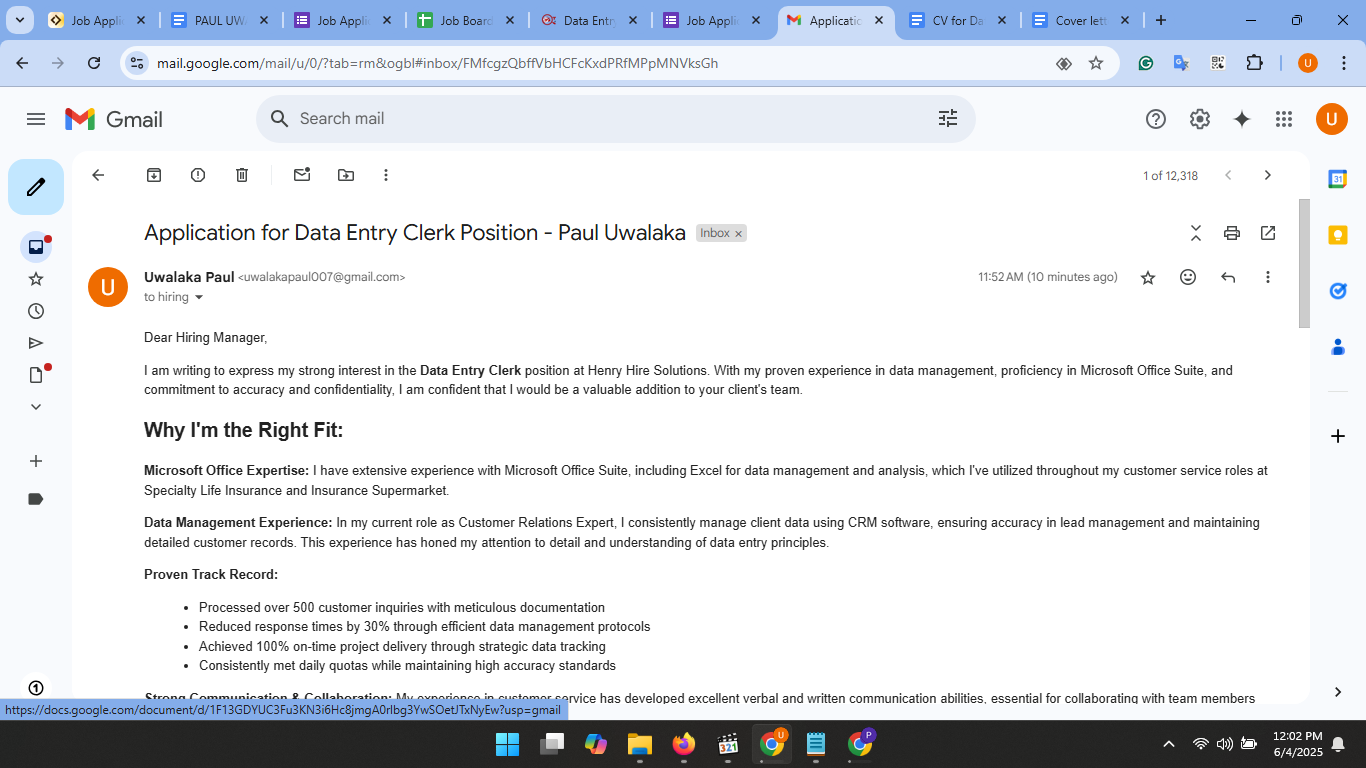 Job Applic
PAUL UWA
Job Applic
Job Board
Data Entr
Job Applic
Applicatio
CV for Da
Cover lett
mail.google.com/mail/u/0/?tab=rm&ogbl#inbox/FMfcgzQbffVbHCFcKxdPRfMPpMNVksGh
U
Gmail
Search mail
U
1 of 12,318
31
Application for Data Entry Clerk Position - Paul Uwalaka
Inbox ×
U
Uwalaka Paul <uwalakapaul007@gmail.com>
11:52 AM (10 minutes ago)
to hiring
Dear Hiring Manager,
I am writing to express my strong interest in the Data Entry Clerk position at Henry Hire Solutions. With my proven experience in data management, proficiency in Microsoft Office Suite, and
commitment to accuracy and confidentiality, I am confident that I would be a valuable addition to your client's team.
Why I'm the Right Fit:
Microsoft Office Expertise: I have extensive experience with Microsoft Office Suite, including Excel for data management and analysis, which I've utilized throughout my customer service roles at
Specialty Life Insurance and Insurance Supermarket.
Data Management Experience: In my current role as Customer Relations Expert, I consistently manage client data using CRM software, ensuring accuracy in lead management and maintaining
detailed customer records. This experience has honed my attention to detail and understanding of data entry principles.
Proven Track Record:
• Processed over 500 customer inquiries with meticulous documentation
• Reduced response times by 30% through efficient data management protocols
• Achieved 100% on-time project delivery through strategic data tracking
• Consistently met daily quotas while maintaining high accuracy standards
Strong Communication & Collaboration: My experience in customer service has developed excellent verbal and written communication abilities, essential for collaborating with team members
1
https://docs.google.com/document/d/1F13GDYUC3Fu3KN3i6Hc8jmgA0rlbg3YwSOetJTxNyEw?usp=gmail
321
U
P
12:02 PM
6/4/2025